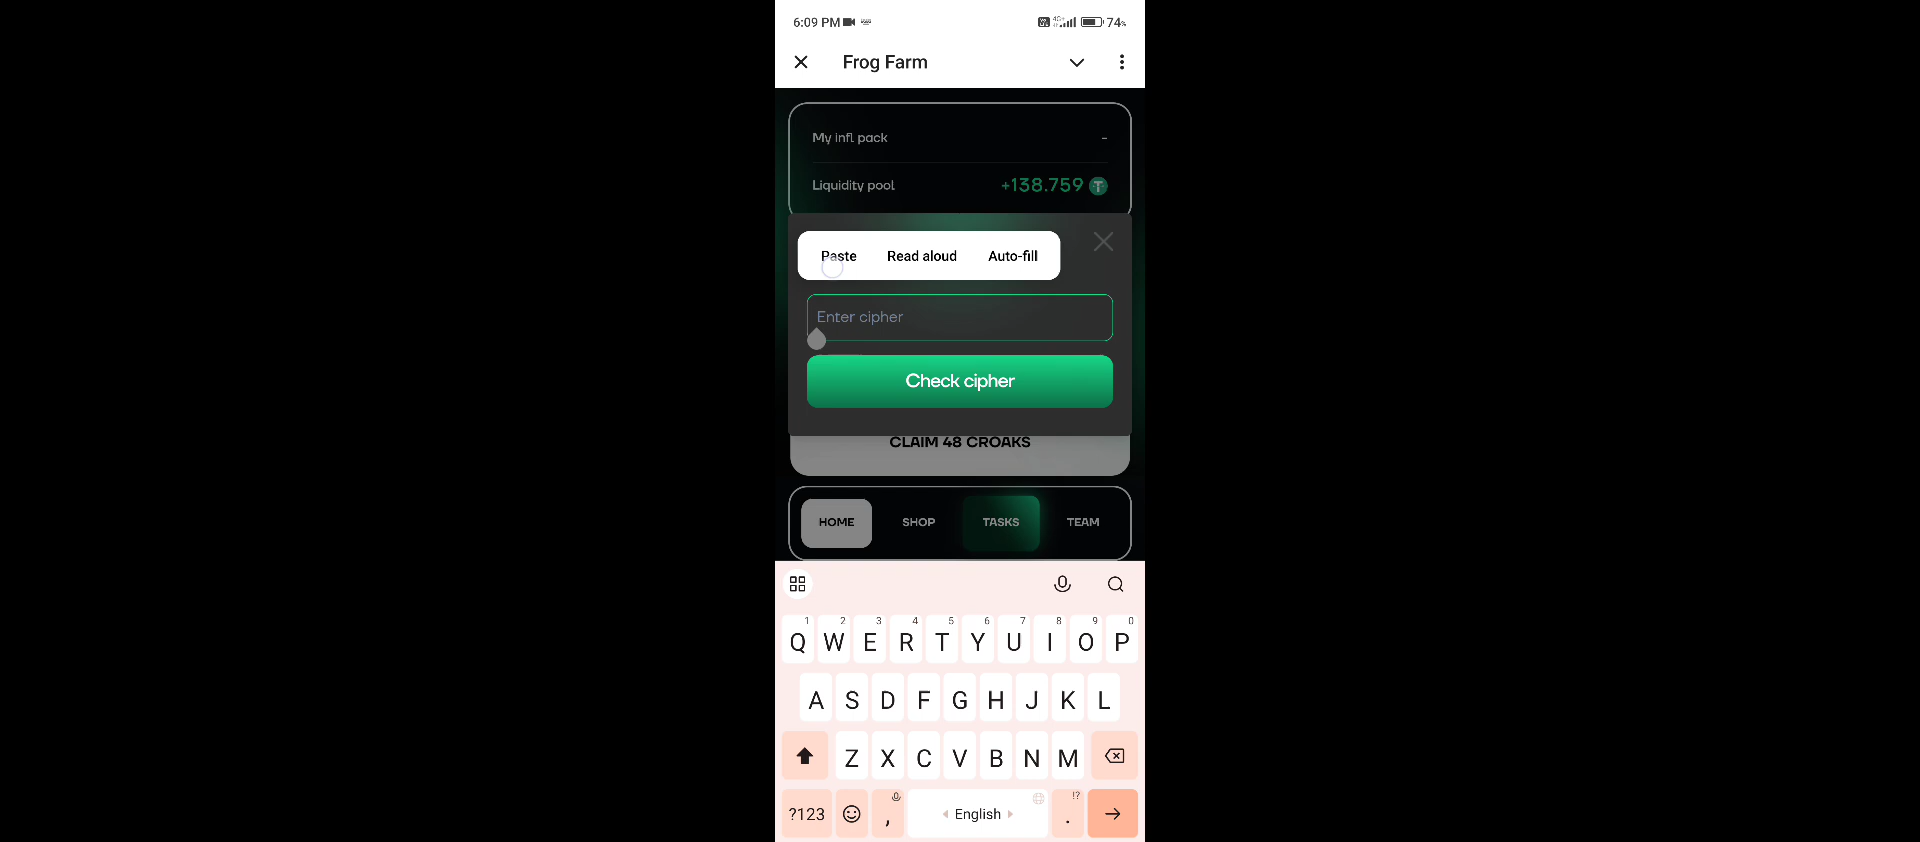 6:09 PM 74%
Frog Farm
My infl pack -
Liquidity pool +138.759
Paste Read aloud Auto-fill
Enter cipher
Check cipher
CLAIM 48 CROAKS
HOME SHOP TASKS TEAM
1 2 3 4 5 6 7 8 9 0
Q W E R T Y U I O P
A S D F G H J K L
Z X C V B N M
!?
?123 , English .